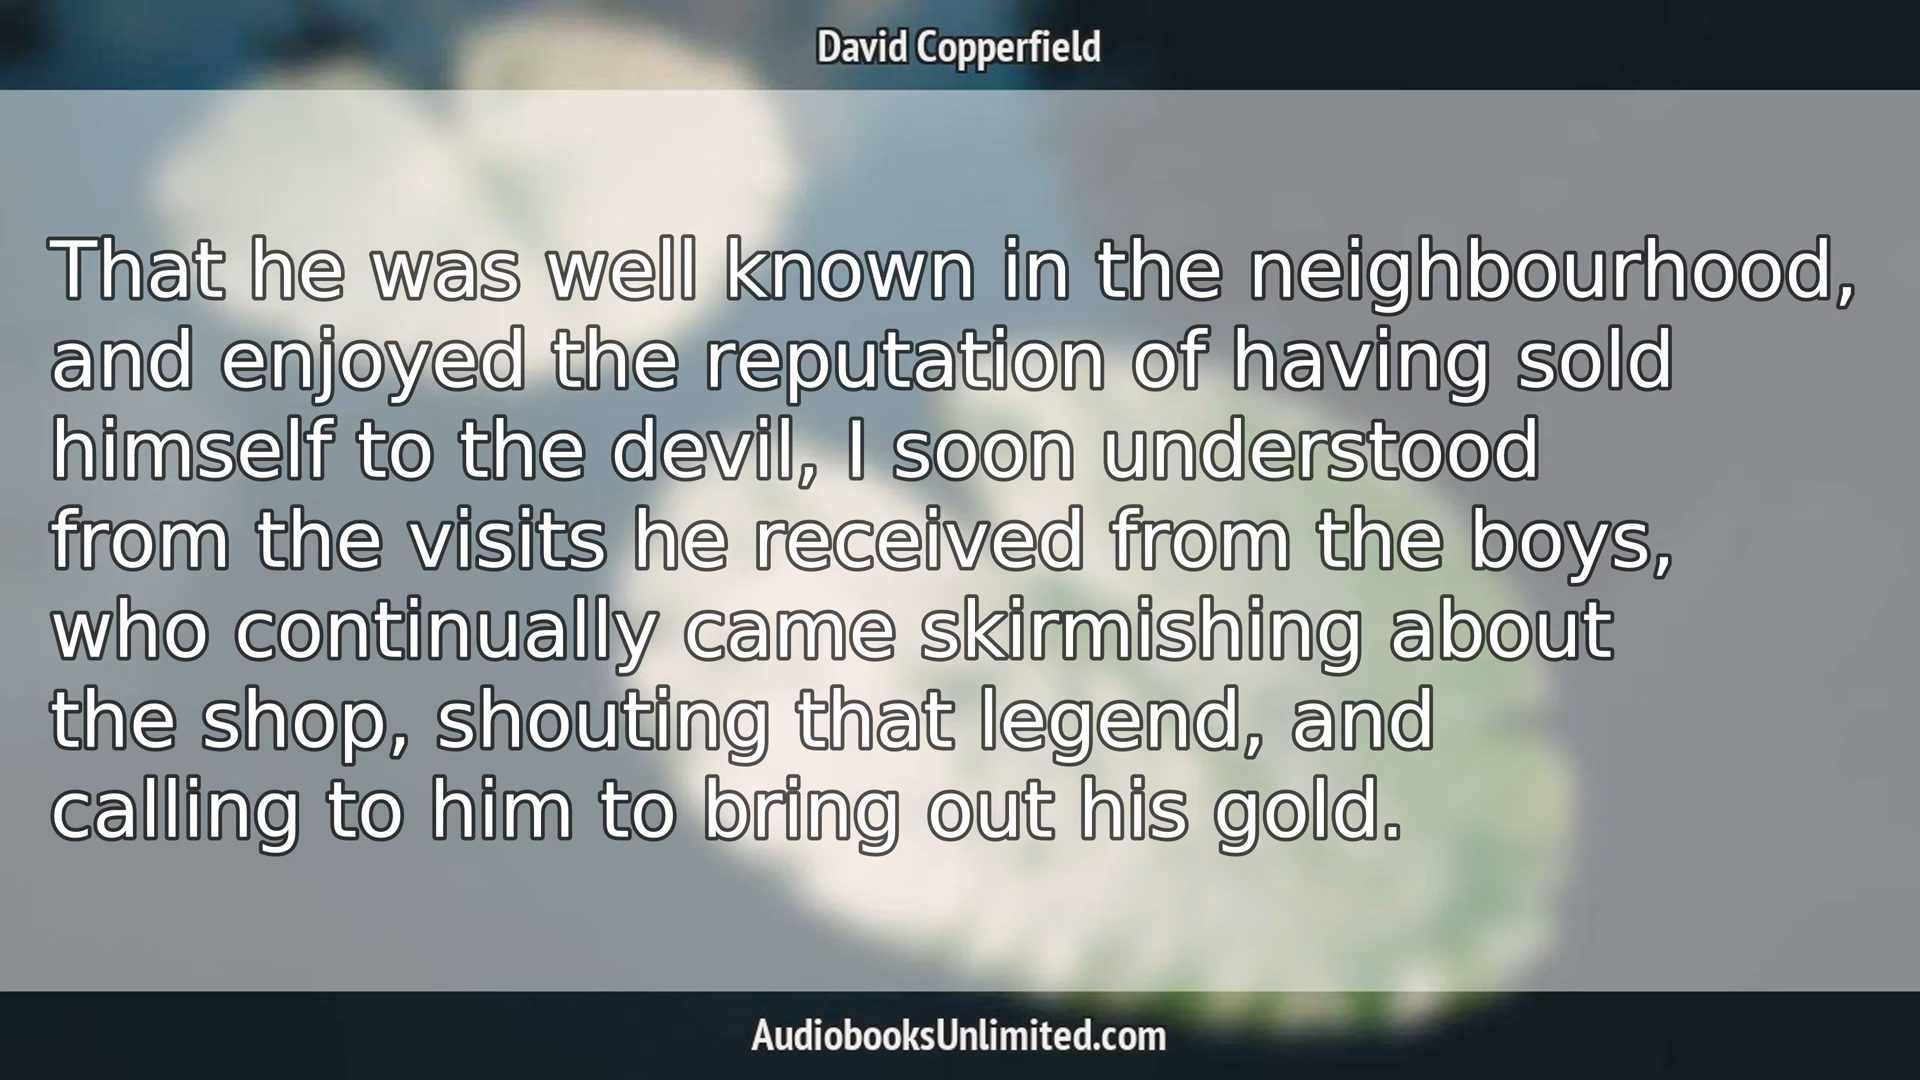 David Copperfield
That he was well known in the neighbourhood,
and enjoyed the reputation of having sold
himself to the devil, I soon understood
from the visits he received from the boys,
who continually came skirmishing about
the shop, shouting that legend, and
calling to him to bring out his gold.
AudiobooksUnlimited.com